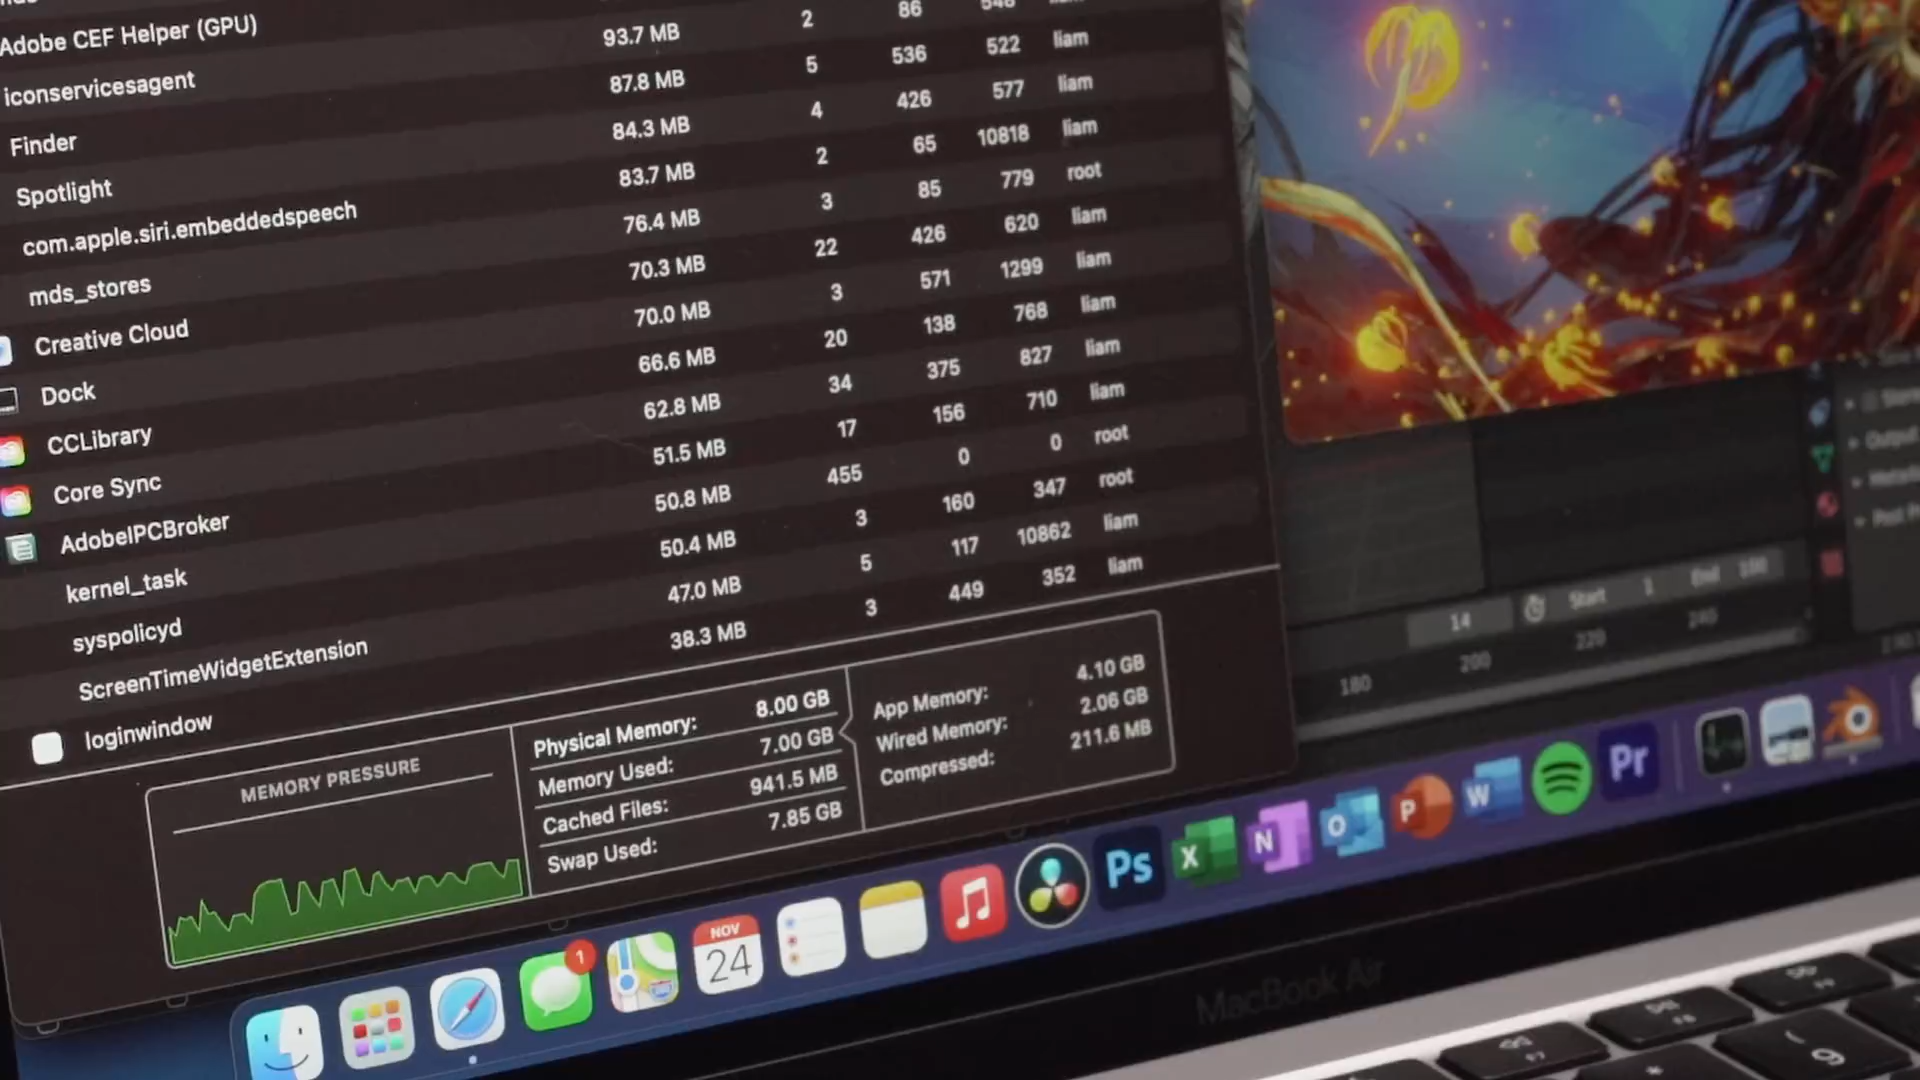 Adobe CEF Helper (GPU)
iconservicesagent 93.7 MB 2 86
Finder 87.8 MB 5 536 522 liam
Spotlight 84.3 MB 4 426 577 liam
com.apple.siri.embeddedspeech 83.7 MB 2 65 10818 liam
mds_stores 76.4 MB 3 85 779 root
Creative Cloud 70.3 MB 22 426 620 liam
Dock 70.0 MB 3 571 1299 liam
CCLibrary 66.6 MB 20 138 768 liam
Core Sync 62.8 MB 34 375 827 liam
AdobeIPCBroker 51.5 MB 17 156 710 liam
kernel_task 50.8 MB 455 0 0 root
syspolicyd 50.4 MB 3 160 347 root
ScreenTimeWidgetExtension 47.0 MB 5 117 10862 liam
loginwindow 38.3 MB 3 449 352 liam
MEMORY PRESSURE
Physical Memory: 8.00 GB
Memory Used: 7.00 GB
Cached Files: 941.5 MB
Swap Used: 7.85 GB
App Memory: 4.10 GB
Wired Memory: 2.06 GB
Compressed: 211.6 MB
14 Start 1 End
180 200 220 240
1
NOV
24
Ps
X
N
O
P
W
Pr
MacBook Air